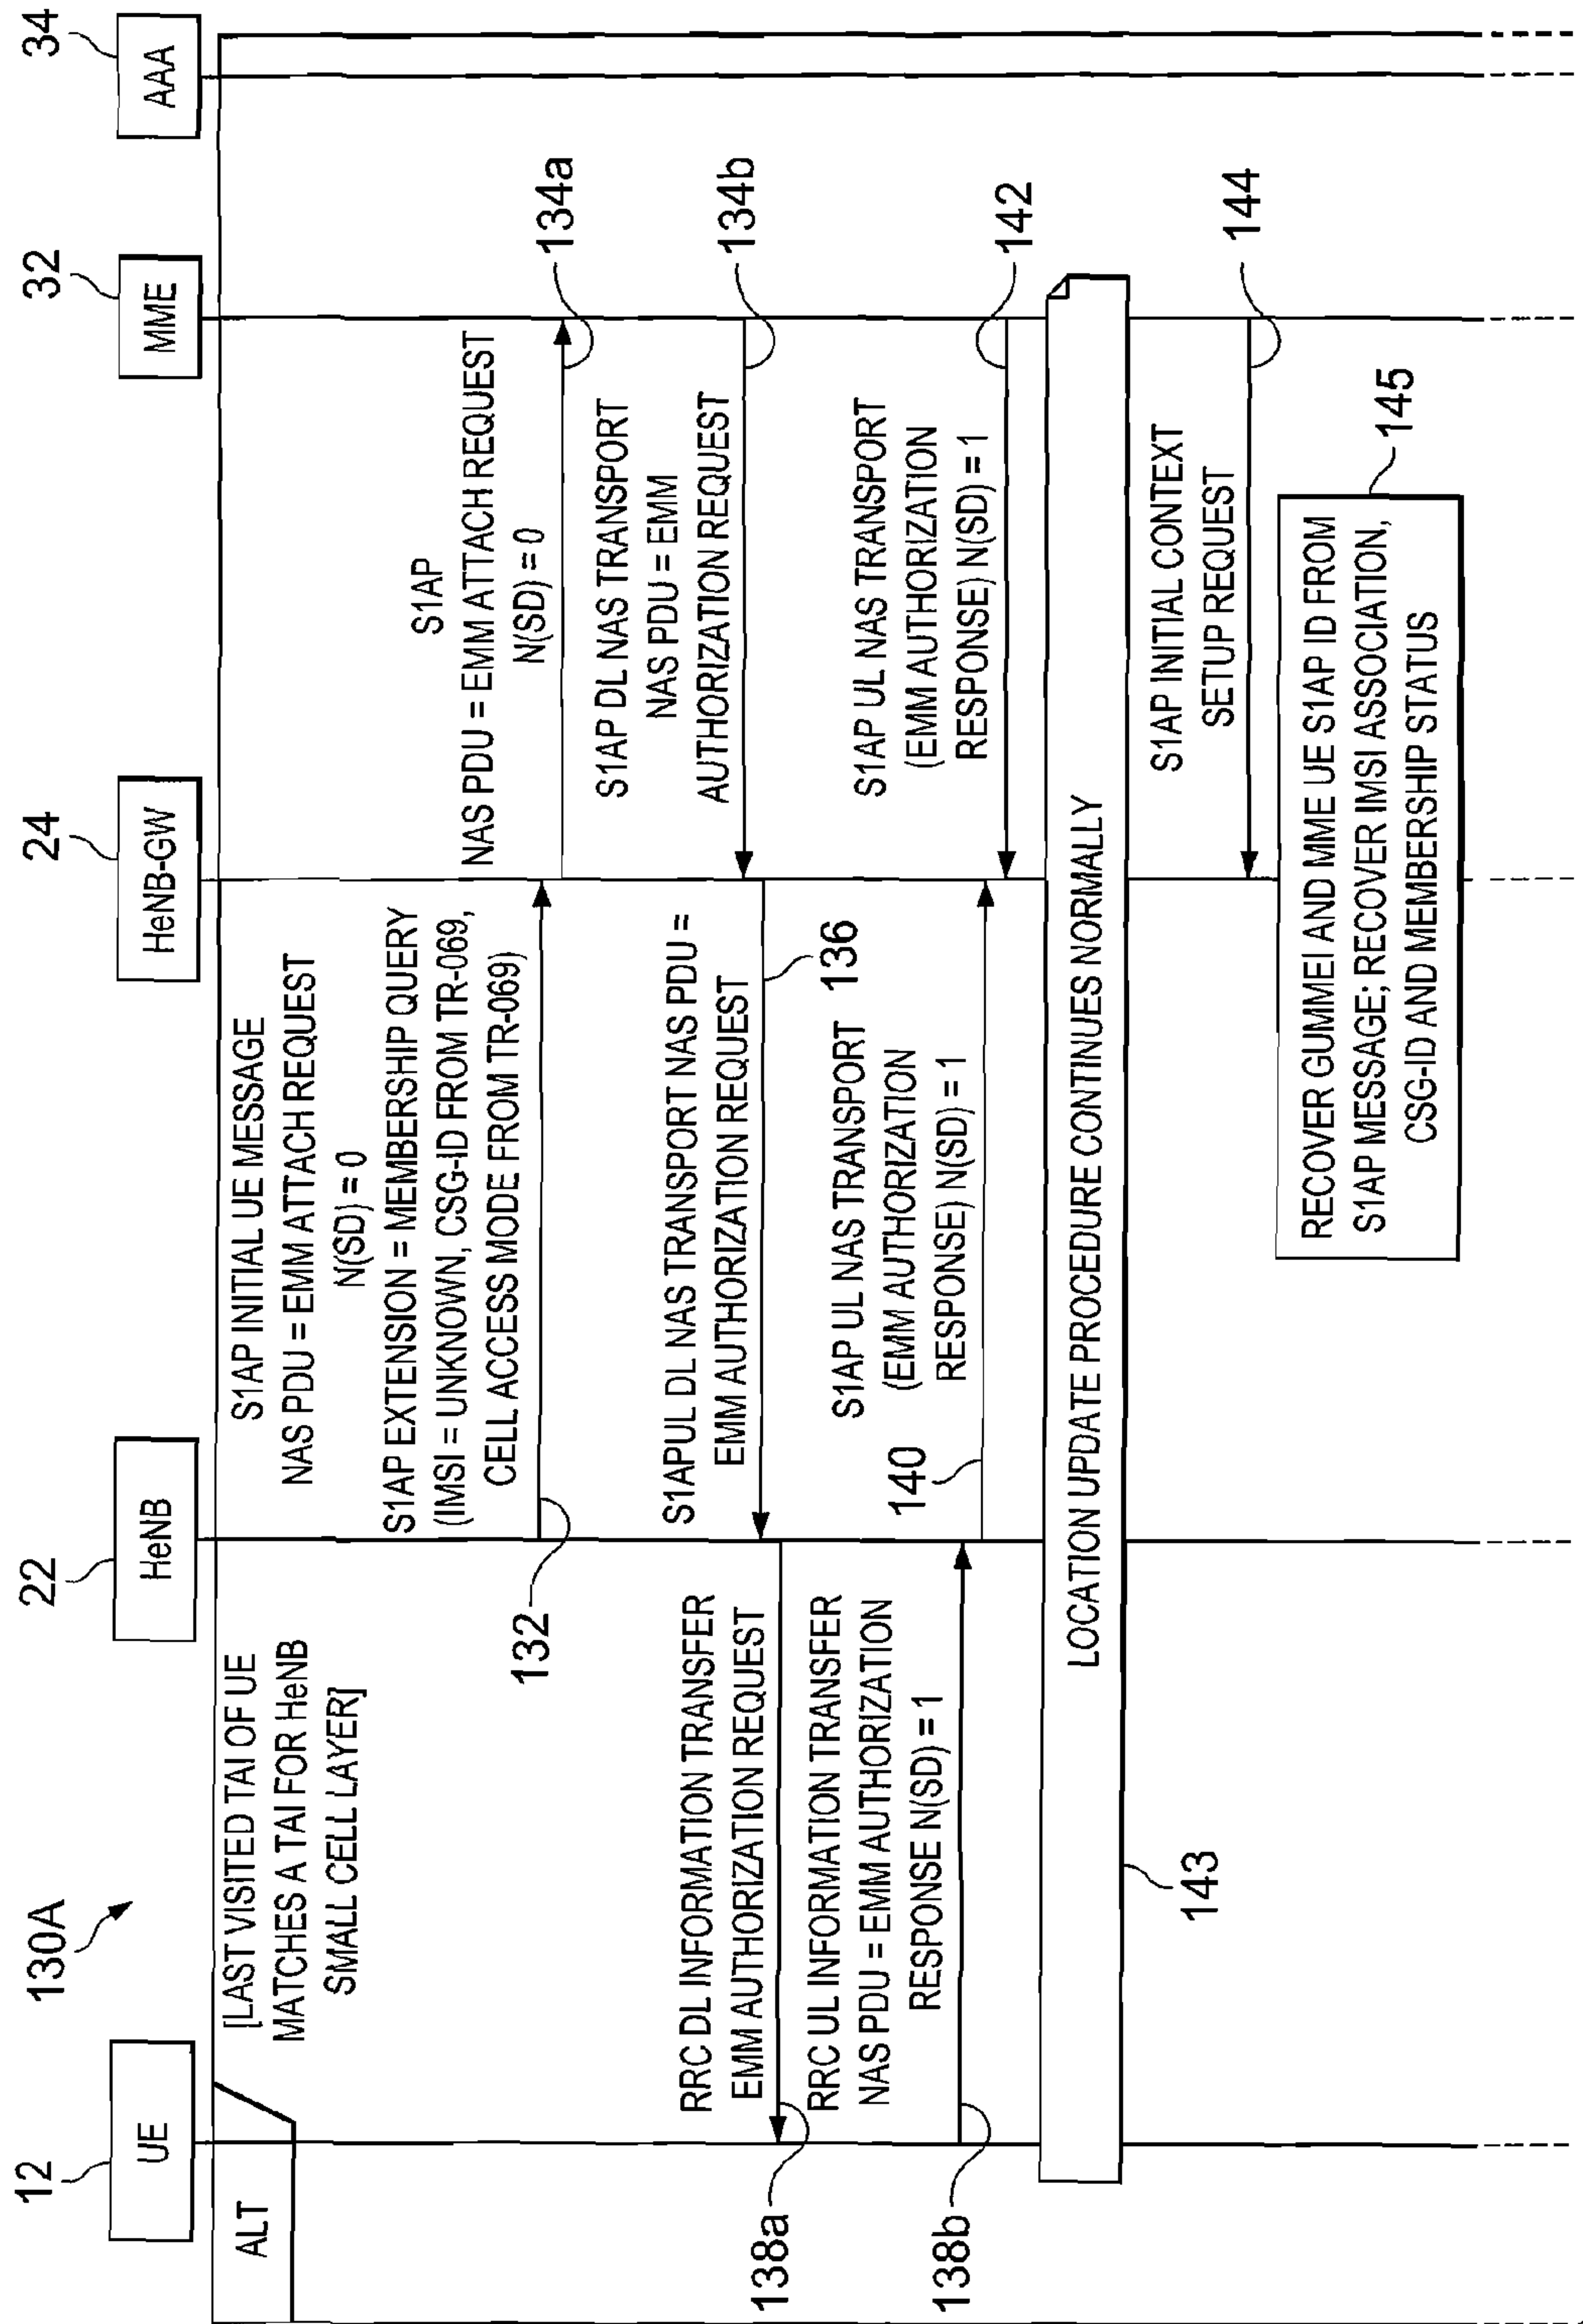 130A
12
22
24
32
34
UE
HeNB
HeNB-GW
MME
AAA
ALT
[LAST VISITED TAI OF UE
MATCHES A TAI FOR HeNB
SMALL CELL LAYER]
S1AP INITIAL UE MESSAGE
NAS PDU = EMM ATTACH REQUEST
N(SD) = 0
S1AP EXTENSION = MEMBERSHIP QUERY
(IMSI = UNKNOWN, CSG-ID FROM TR-069,
CELL ACCESS MODE FROM TR-069)
132
S1AP
NAS PDU = EMM ATTACH REQUEST
N(SD) = 0
134a
S1AP DL NAS TRANSPORT
NAS PDU = EMM
AUTHORIZATION REQUEST
134b
S1APUL DL NAS TRANSPORT NAS PDU =
EMM AUTHORIZATION REQUEST
136
RRC DL INFORMATION TRANSFER
EMM AUTHORIZATION REQUEST
138a
RRC UL INFORMATION TRANSFER
NAS PDU = EMM AUTHORIZATION
RESPONSE N(SD) = 1
138b
S1AP UL NAS TRANSPORT
(EMM AUTHORIZATION
RESPONSE) N(SD) = 1
140
S1AP UL NAS TRANSPORT
(EMM AUTHORIZATION
RESPONSE) N(SD) = 1
142
LOCATION UPDATE PROCEDURE CONTINUES NORMALLY
143
S1AP INITIAL CONTEXT
SETUP REQUEST
144
RECOVER GUMMEI AND MME UE S1AP ID FROM
S1AP MESSAGE; RECOVER IMSI ASSOCIATION,
CSG-ID AND MEMBERSHIP STATUS
145